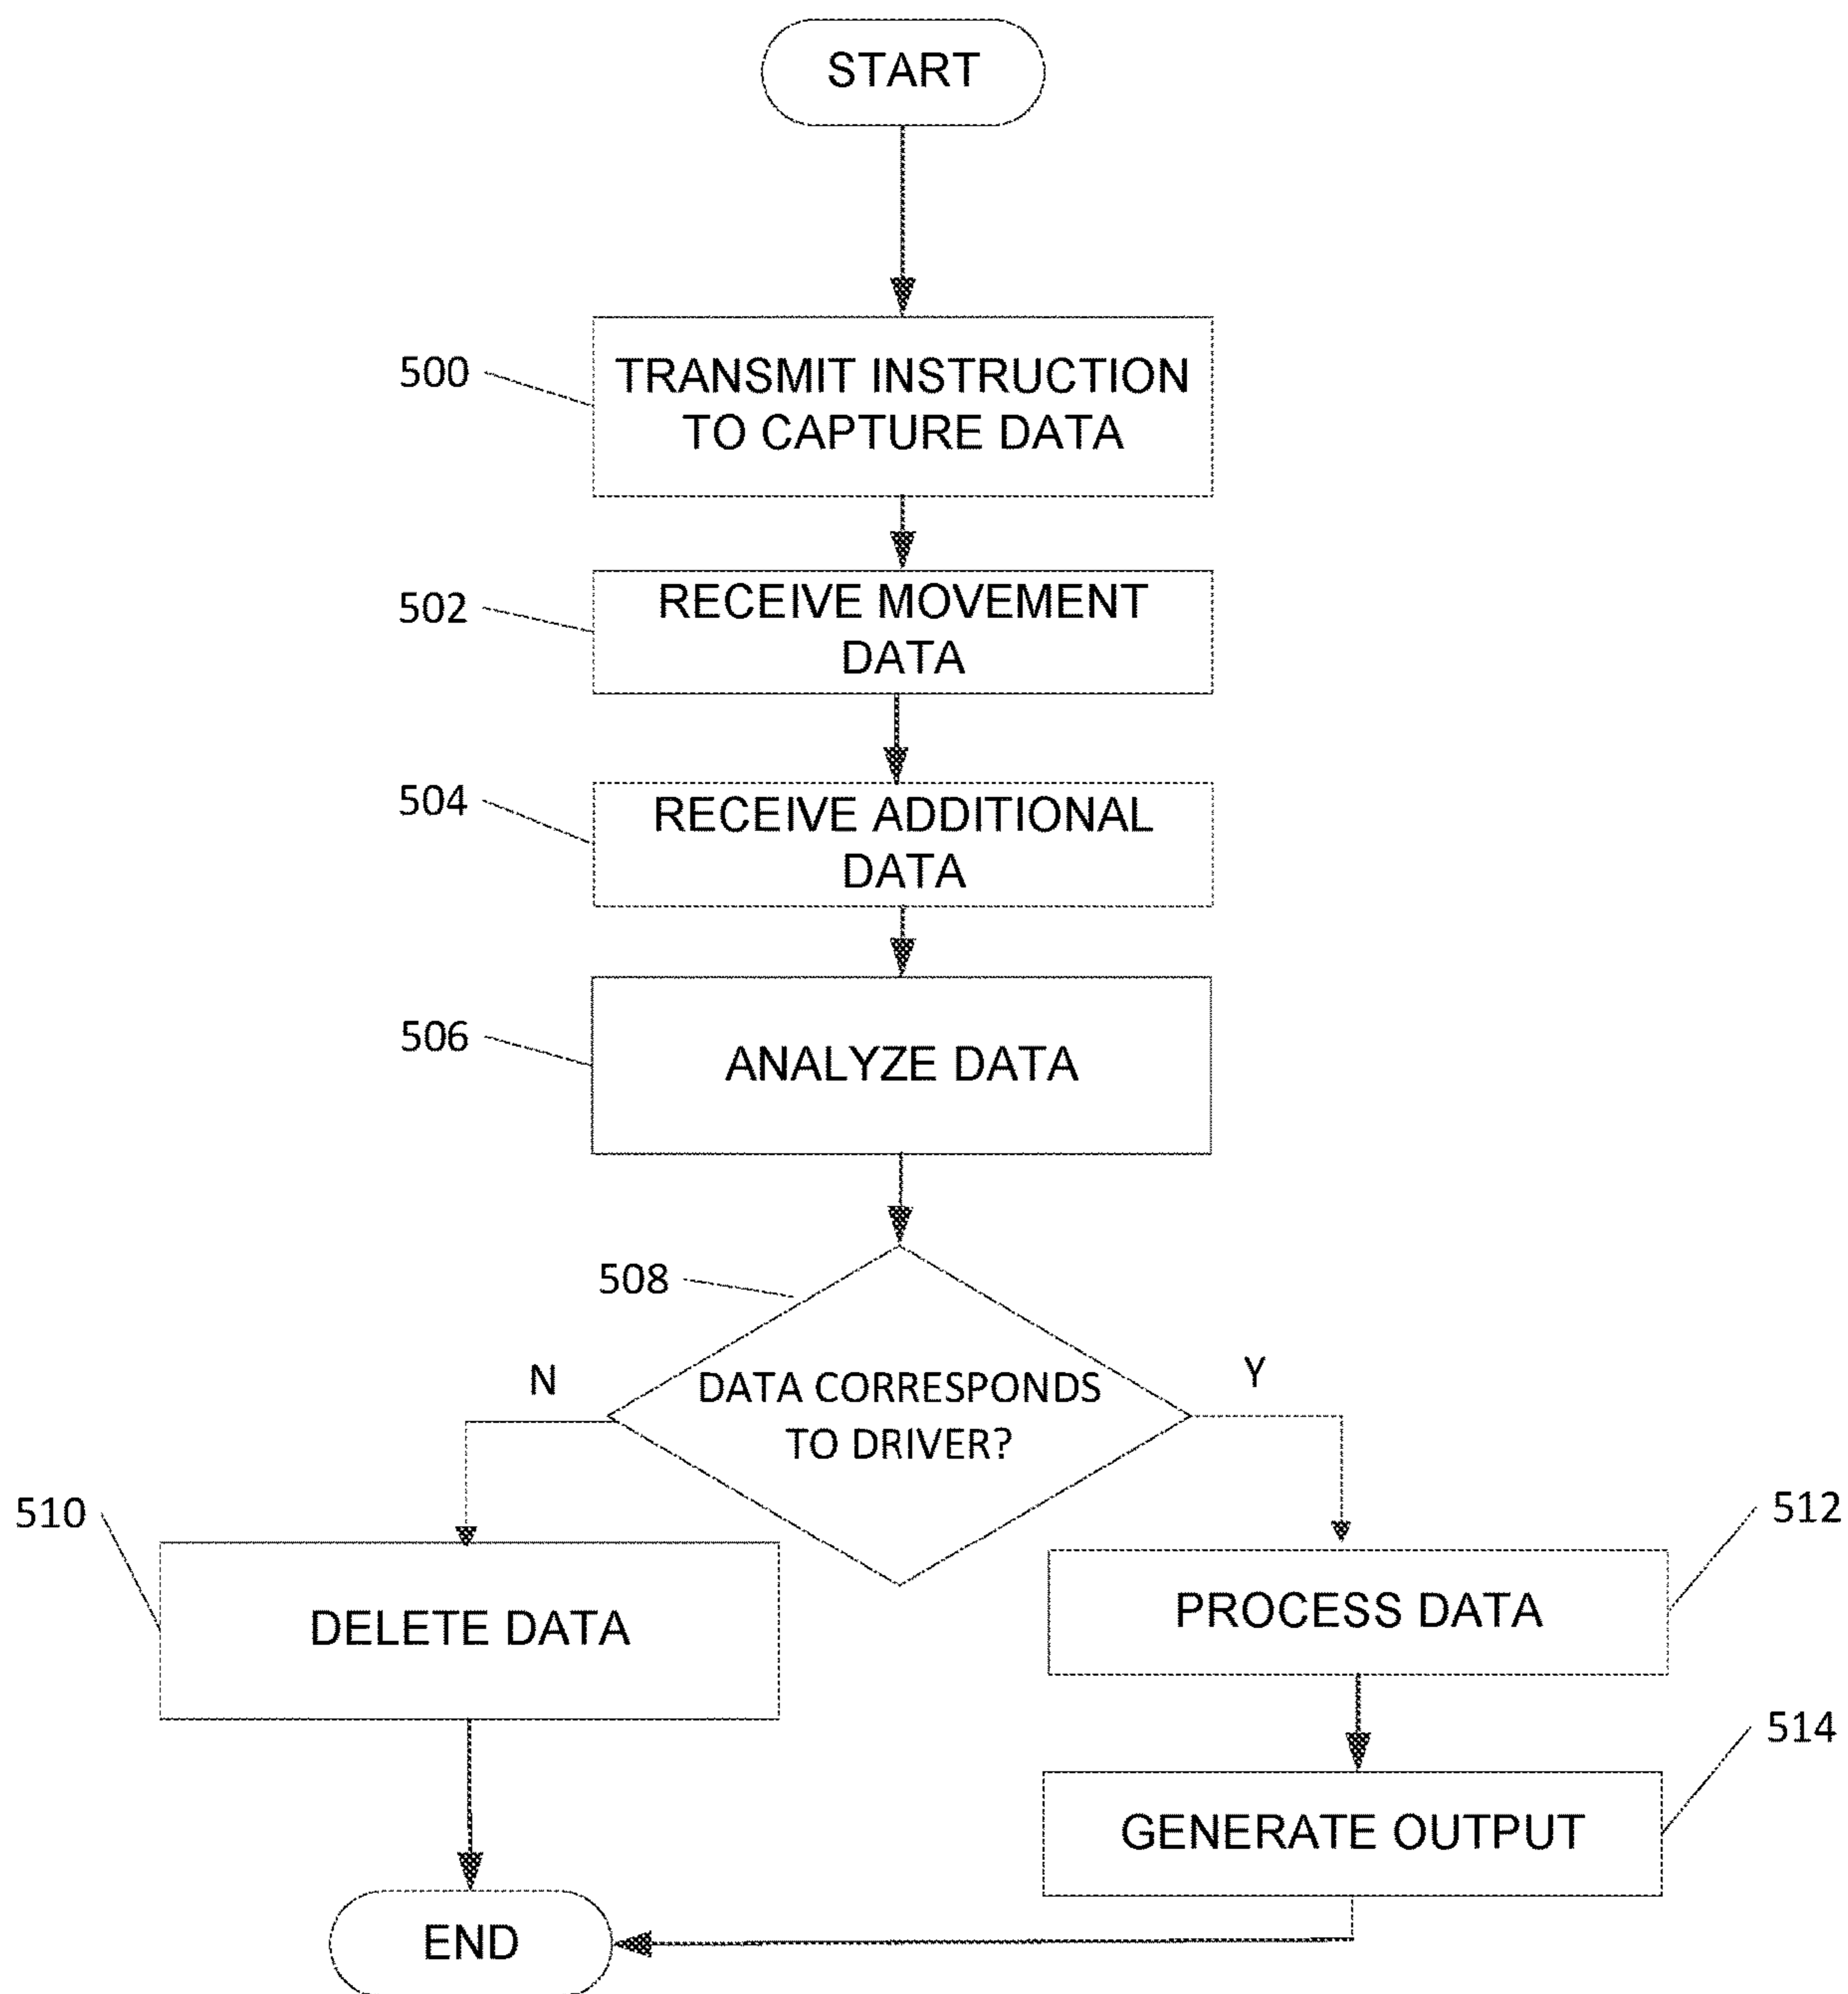 START
500
TRANSMIT INSTRUCTION
TO CAPTURE DATA
502
RECEIVE MOVEMENT
DATA
504
RECEIVE ADDITIONAL
DATA
506
ANALYZE DATA
508
N
DATA CORRESPONDS
TO DRIVER?
Y
510
DELETE DATA
512
PROCESS DATA
514
GENERATE OUTPUT
END